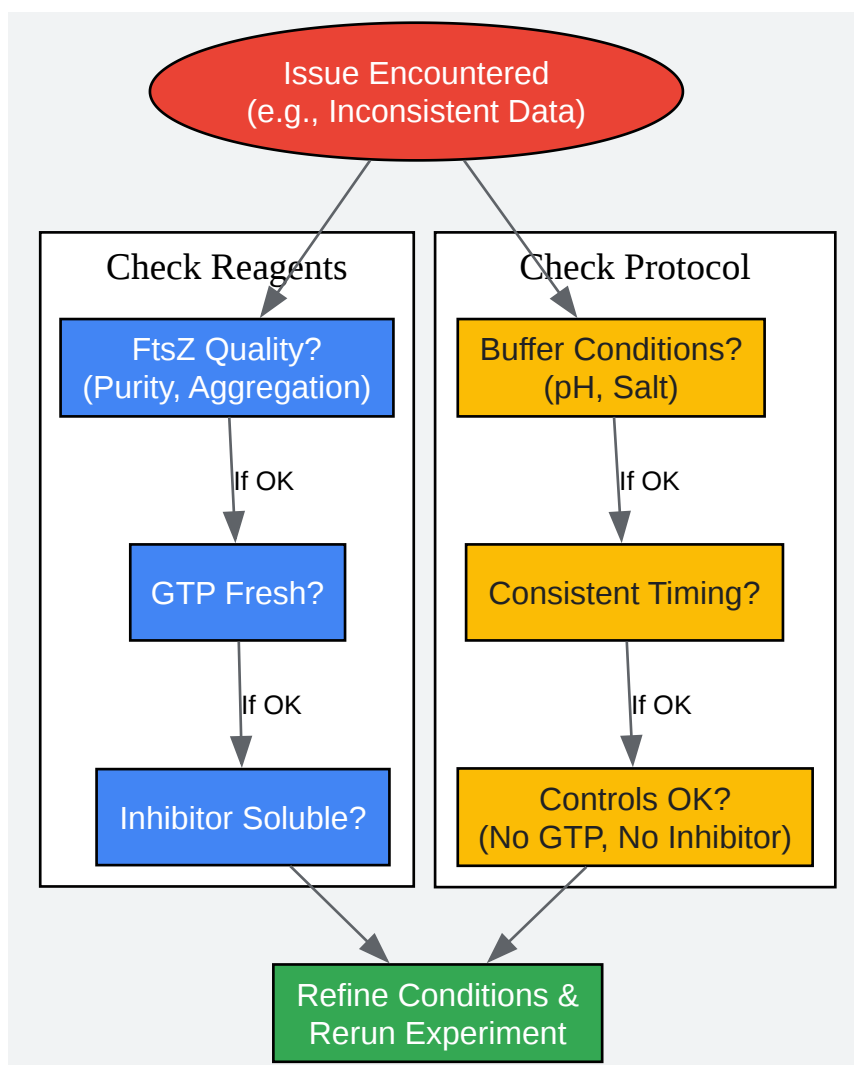 Issue Encountered
(e.g., Inconsistent Data)
Check Reagents
FtsZ Quality?
(Purity, Aggregation)
If OK
GTP Fresh?
If OK
Inhibitor Soluble?
Check Protocol
Buffer Conditions?
(pH, Salt)
If OK
Consistent Timing?
If OK
Controls OK?
(No GTP, No Inhibitor)
Refine Conditions &
Rerun Experiment